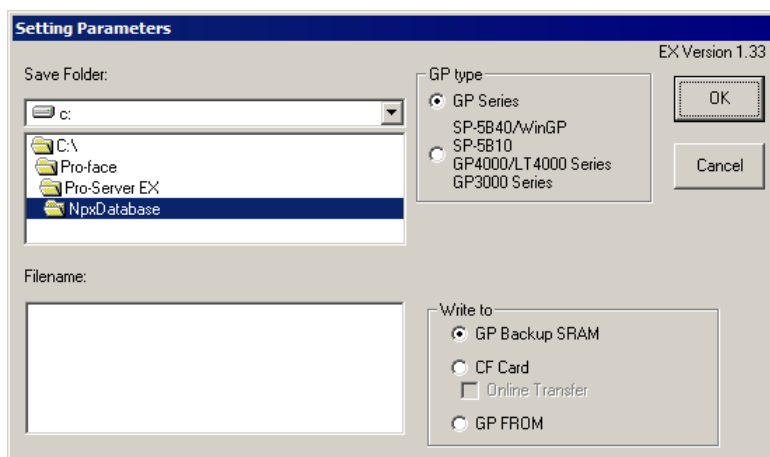 Setting Parameters
EX Version 1.33
Save Folder:
c:
C:\
Pro-face
Pro-Server EX
NpxDatabase
GP type
GP Series
SP-5B40/WinGP
SP-5B10
GP4000/LT4000 Series
GP3000 Series
OK
Cancel
Filename:
Write to
GP Backup SRAM
CF Card
Online Transfer
GP FROM